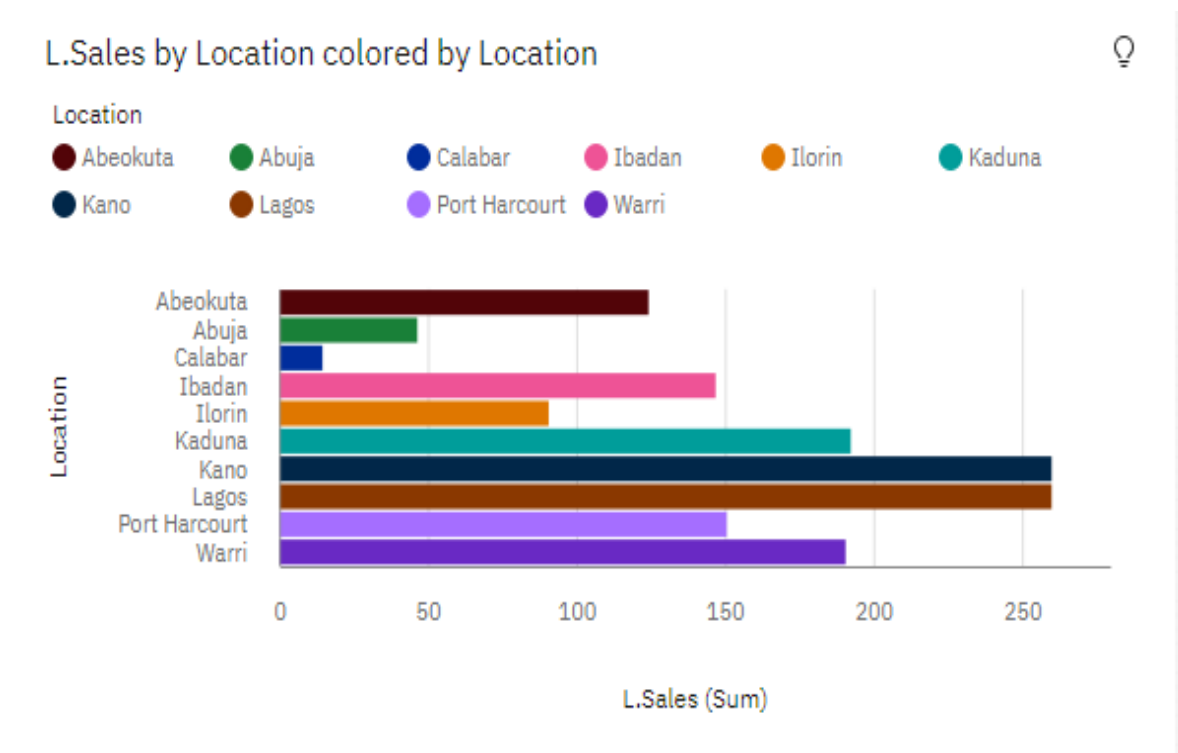 L.Sales by Location colored by Location
Location
Abeokuta Abuja Calabar Ibadan Ilorin Kaduna
Kano Lagos Port Harcourt Warri
Location
Abeokuta
Abuja
Calabar
Ibadan
Ilorin
Kaduna
Kano
Lagos
Port Harcourt
Warri
0 50 100 150 200 250
L.Sales (Sum)